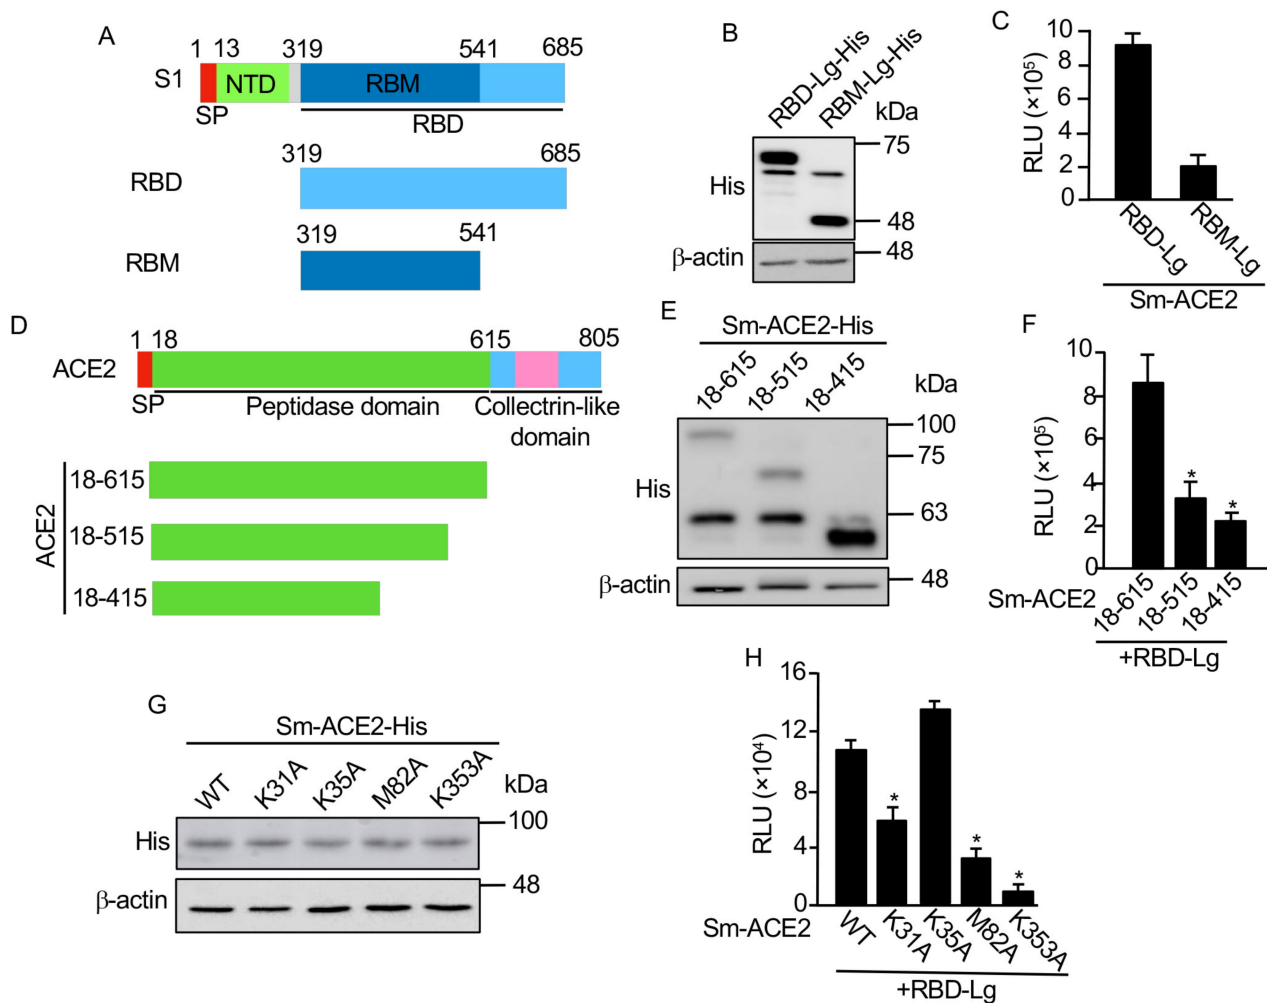 A
1 13 319 541 685
S1 NTD RBM
SP RBD
319 685
RBD
319 541
RBM
B
RBD-Lg-His
RBM-Lg-His
kDa
75
His
48
β-actin
48
C
RLU (×10⁵)
10
8
6
4
2
0
RBD-Lg
RBM-Lg
Sm-ACE2
D
1 18 615 805
ACE2
SP Peptidase domain Collectrin-like
domain
ACE2
18-615
18-515
18-415
E
Sm-ACE2-His
18-615
18-515
18-415
kDa
100
75
His
63
β-actin
48
F
RLU (×10⁵)
10
8
6
4
2
0
* *
Sm-ACE2
18-615
18-515
18-415
+RBD-Lg
G
Sm-ACE2-His
WT
K31A
K35A
M82A
K353A
kDa
100
His
48
β-actin
H
RLU (×10⁴)
16
12
8
4
0
* * *
Sm-ACE2
WT
K31A
K35A
M82A
K353A
+RBD-Lg